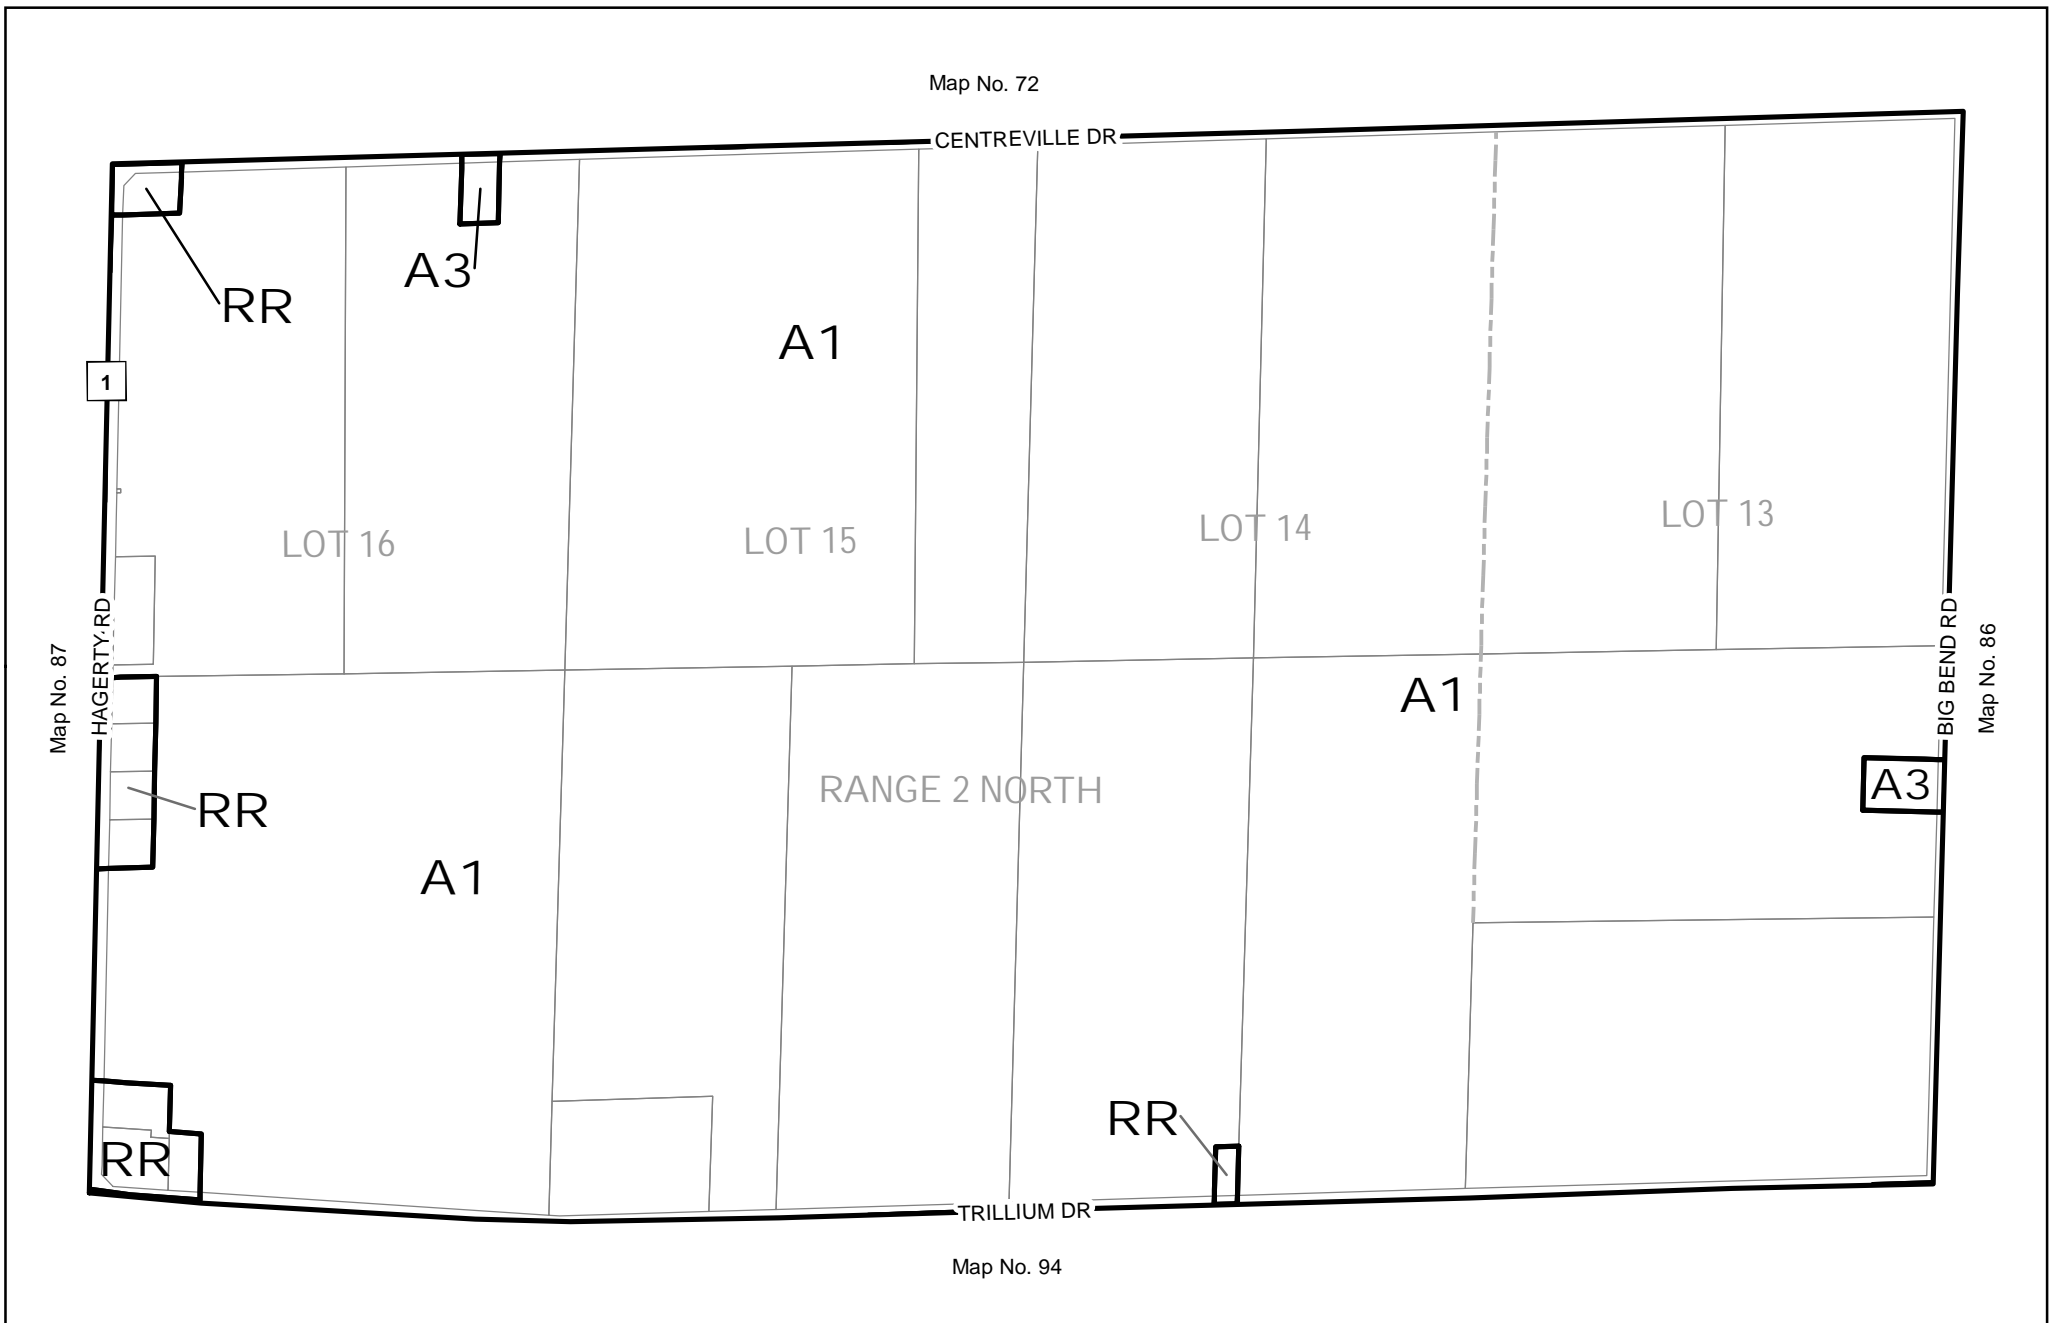 Map No. 72
CENTREVILLE DR
A3
RR
A1
1
LOT 16
LOT 15
LOT 14
LOT 13
HAGERTY RD
Map No. 87
BIG BEND RD
Map No. 86
A1
A3
RANGE 2 NORTH
RR
A1
RR
RR
TRILLIUM DR
Map No. 94